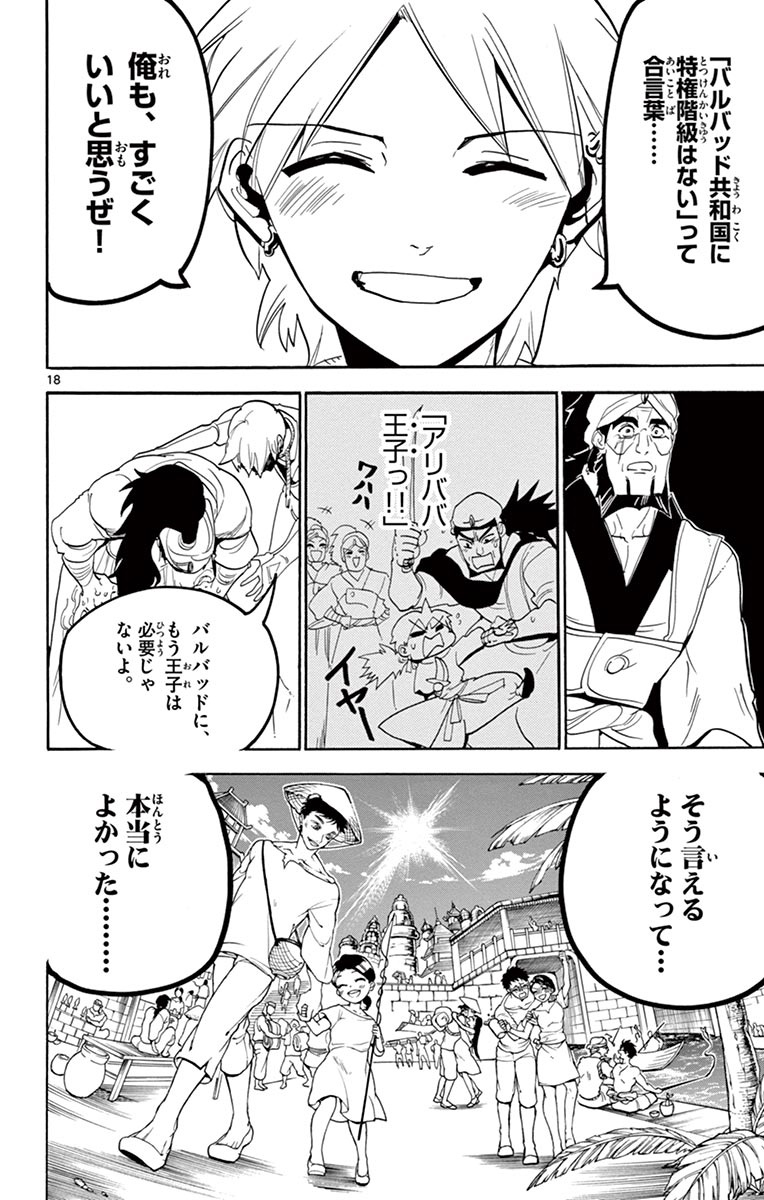 「バルバッド共和国に
特権階級はない」って
合言葉……
俺も、すごく
いいと思うぜ！
18
「アリババ
王子っ!!」
ワハハ
イヤー
バルバッドに、
もう王子は
必要じゃ
ないよ。
そう言える
ようになって…
本当に
よかった………